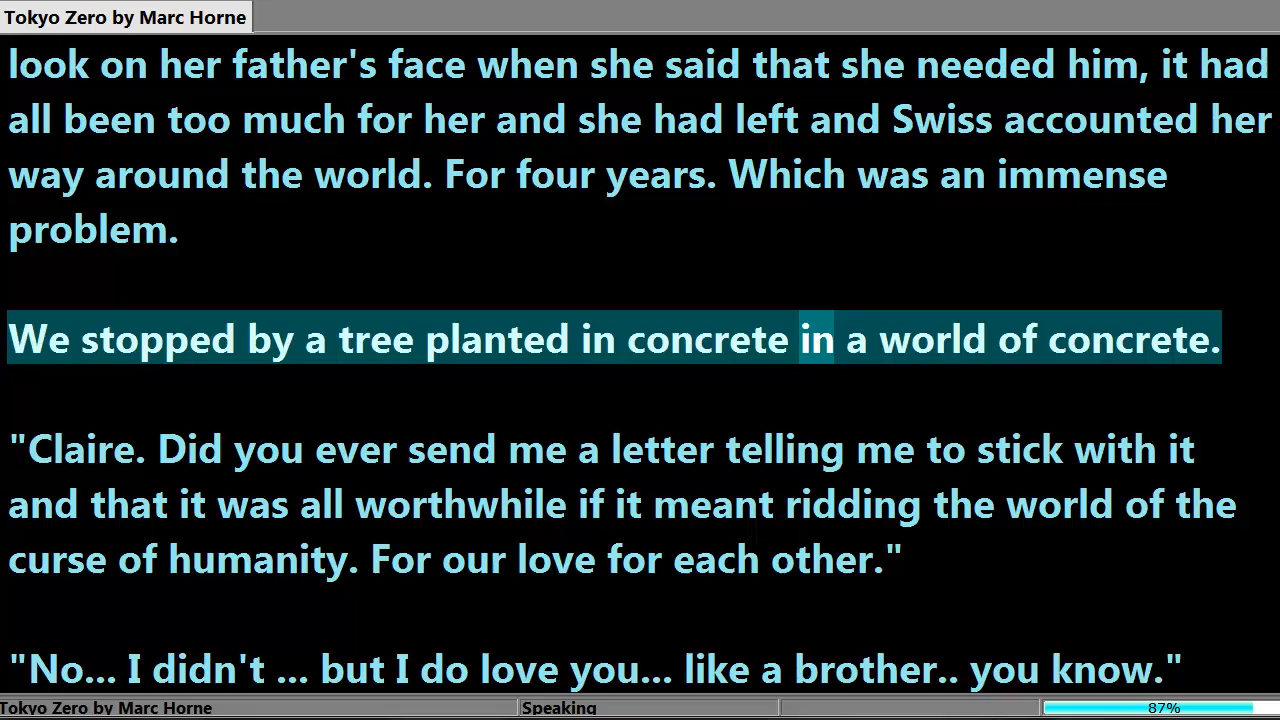 Tokyo Zero by Marc Horne
look on her father's face when she said that she needed him, it had
all been too much for her and she had left and Swiss accounted her
way around the world. For four years. Which was an immense
problem.
We stopped by a tree planted in concrete in a world of concrete.
"Claire. Did you ever send me a letter telling me to stick with it
and that it was all worthwhile if it meant ridding the world of the
curse of humanity. For our love for each other."
"No... I didn't ... but I do love you... like a brother.. you know."
Tokyo Zero by Marc Horne Speaking 87%